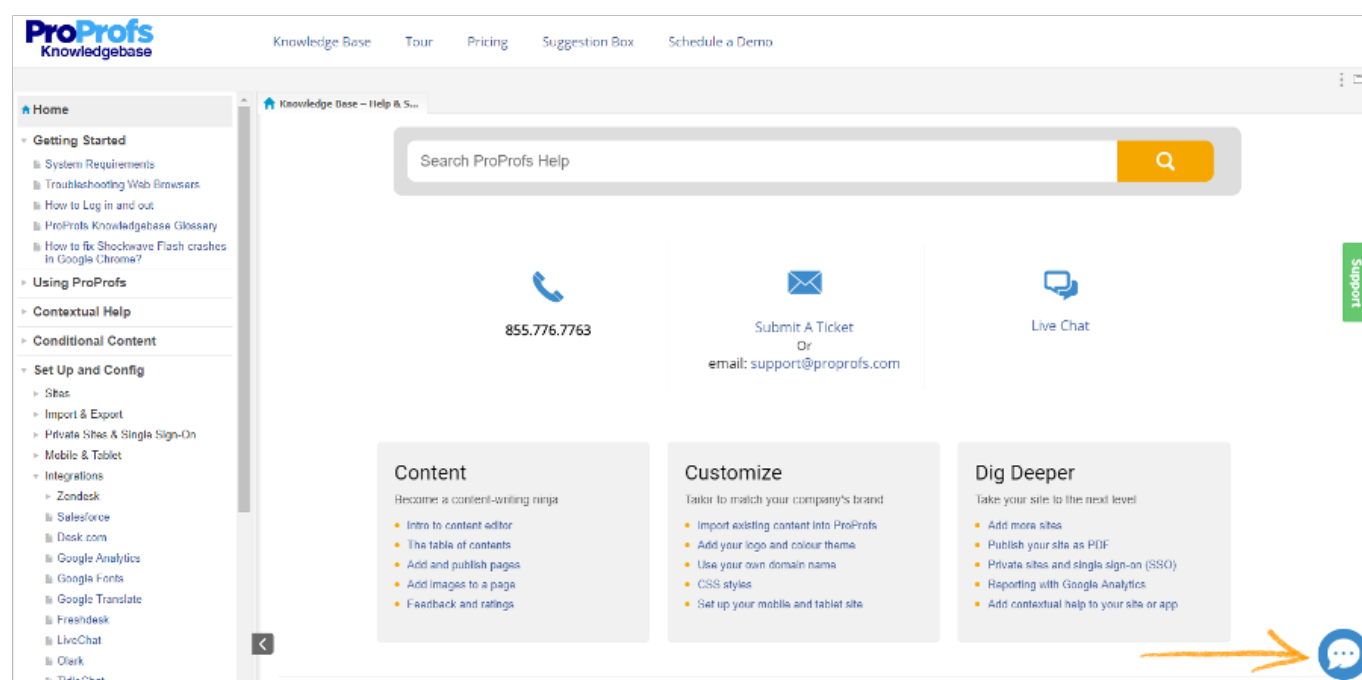 ProProfs
Knowledgebase
Knowledge Base
Tour
Pricing
Suggestion Box
Schedule a Demo
Home
Getting Started
System Requirements
Troubleshooting Web Browsers
How to Log in and out
ProProfs Knowledgebase Glossary
How to fix Shockwave Flash crashes
in Google Chrome?
Using ProProfs
Contextual Help
Conditional Content
Set Up and Config
Sites
Import & Export
Private Sites & Single Sign-On
Mobile & Tablet
Integrations
Zendesk
Salesforce
Desk.com
Google Analytics
Google Fonts
Google Translate
Freshdesk
LiveChat
Olark
Knowledge Base – Help & S...
Search ProProfs Help
855.776.7763
Submit A Ticket
Or
email: support@proprofs.com
Live Chat
Support
Content
Become a content-writing ninja
Intro to content editor
The table of contents
Add and publish pages
Add images to a page
Feedback and ratings
Customize
Tailor to match your company's brand
Import existing content into ProProfs
Add your logo and colour theme
Use your own domain name
CSS styles
Set up your mobile and tablet site
Dig Deeper
Take your site to the next level
Add more sites
Publish your site as PDF
Private sites and single sign-on (SSO)
Reporting with Google Analytics
Add contextual help to your site or app